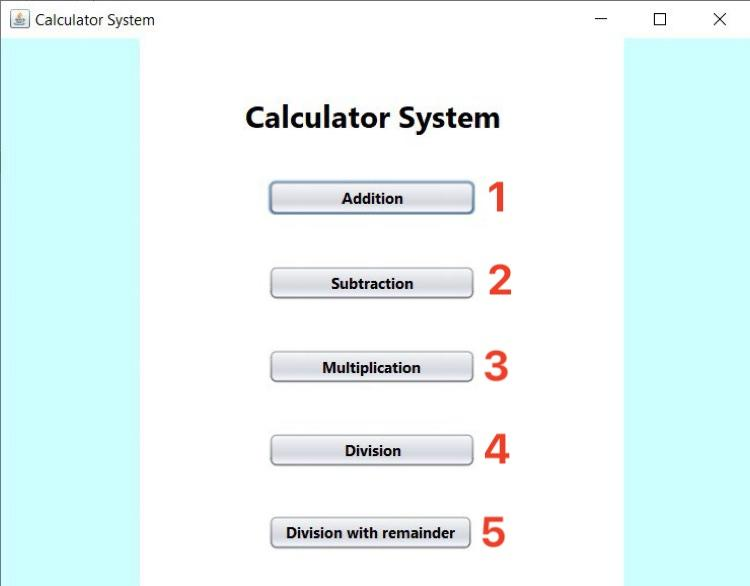 Calculator System
Calculator System
Addition 1
Subtraction 2
Multiplication 3
Division 4
Division with remainder 5